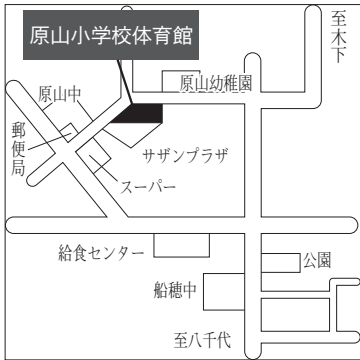 原山小学校体育館
至木下
原山幼稚園
原山中
郵便局
サザンプラザ
スーパー
給食センター
公園
船穂中
至八千代